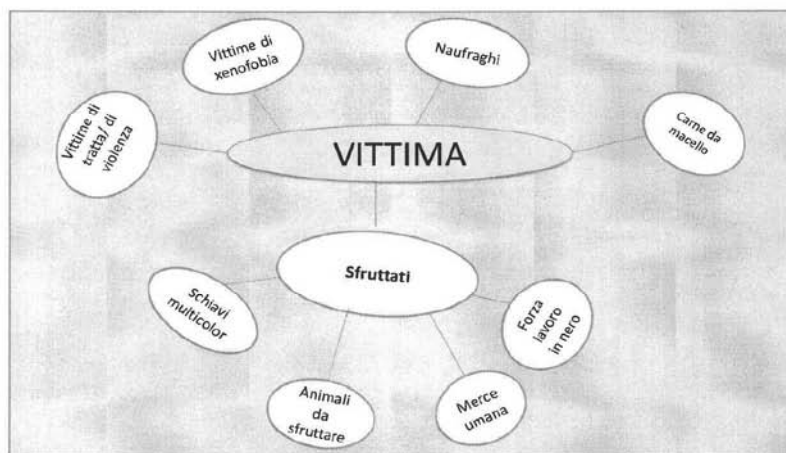 Vittime di
xenofobia
Naufraghi
Vittime di
tratta/ di
violenza
VITTIMA
Carne da
macello
Sfruttati
Schiavi
multicolor
Forza
lavoro
in nero
Animali
da
sfruttare
Merce
umana